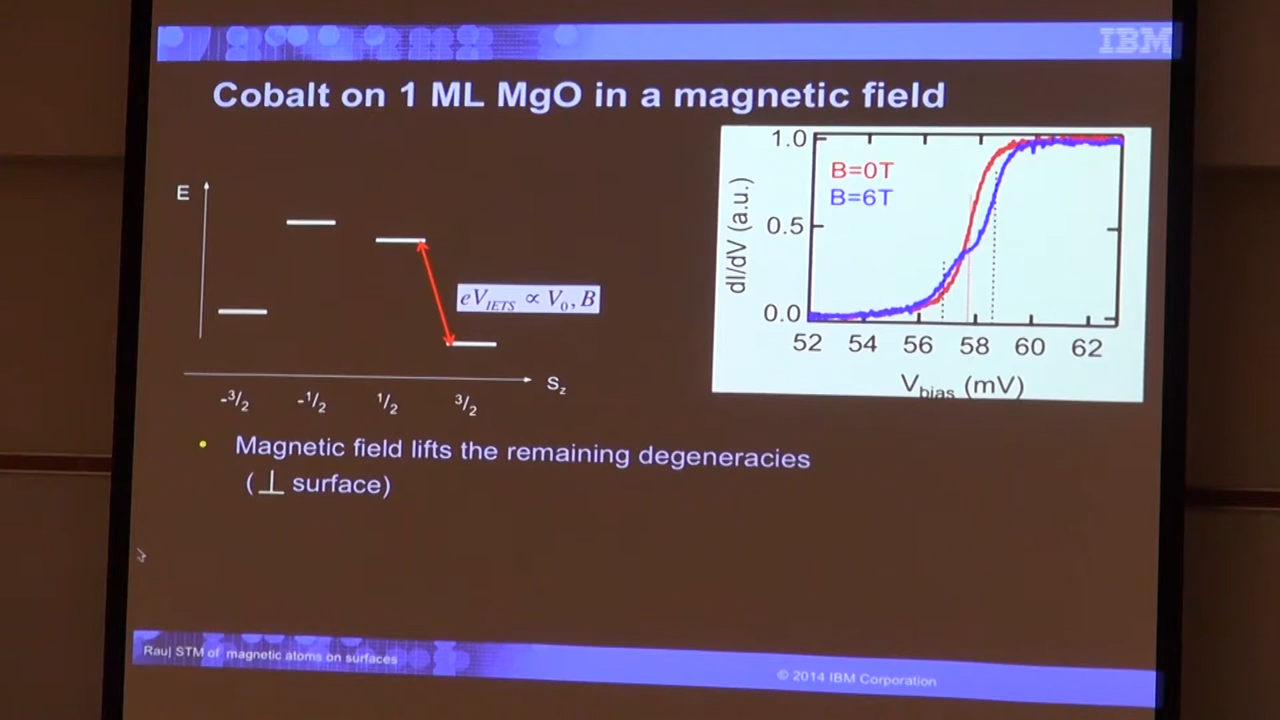 IBM
Cobalt on 1 ML MgO in a magnetic field
E
eV_IETS ∝ V₀, B
S_z
-³/₂
-¹/₂
¹/₂
³/₂
B=0T
B=6T
dI/dV (a.u.)
1.0
0.5
0.0
52 54 56 58 60 62
V_bias (mV)
• Magnetic field lifts the remaining degeneracies
(⊥ surface)
Rau| STM of magnetic atoms on surfaces
© 2014 IBM Corporation